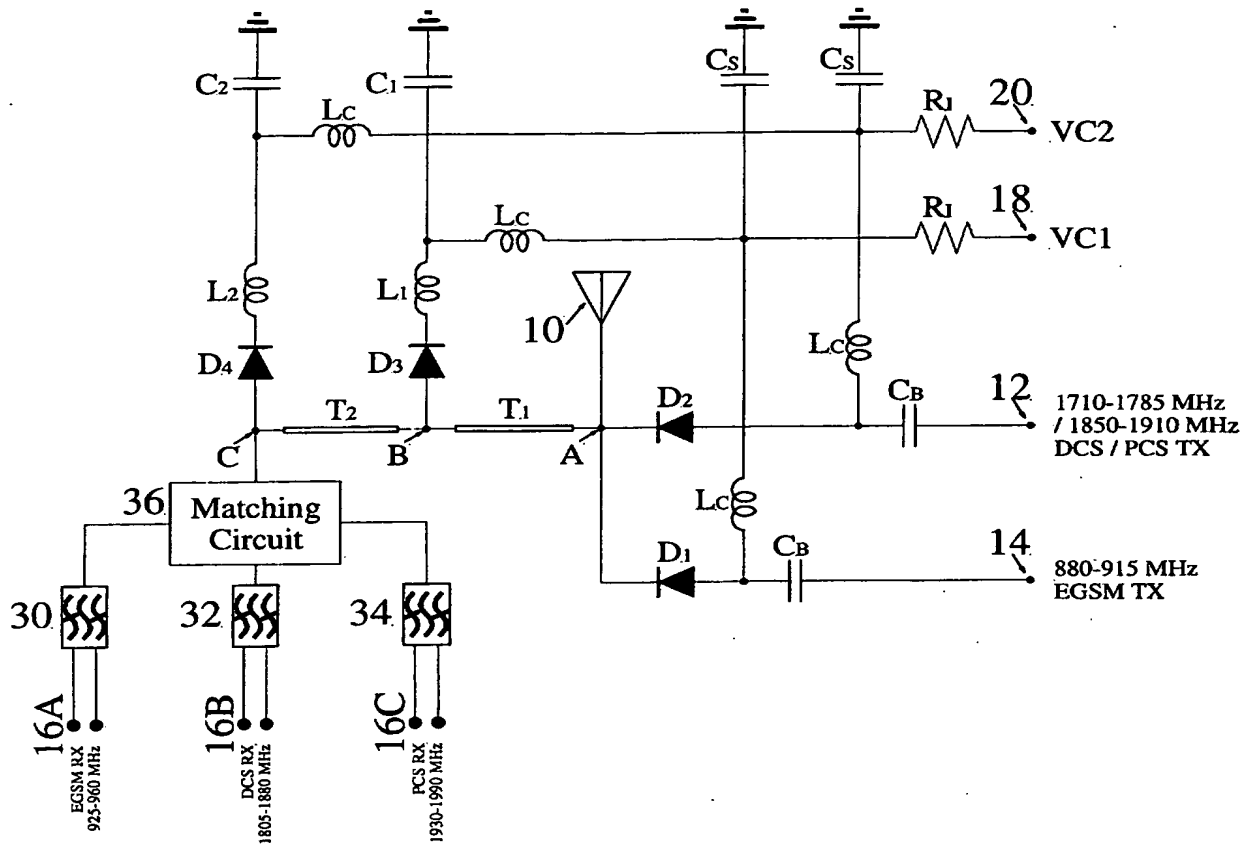 C2
C1
CS
CS
LC
R1
20
VC2
LC
R1
18
VC1
L2
L1
10
LC
D4
D3
D2
CB
12
1710-1785 MHz
/ 1850-1910 MHz
DCS / PCS TX
T2
T1
C
B
A
LC
36
Matching
Circuit
D1
CB
14
880-915 MHz
EGSM TX
30
32
34
16A
EGSM RX
925-960 MHz
16B
DCS RX
1805-1880 MHz
16C
PCS RX
1930-1990 MHz